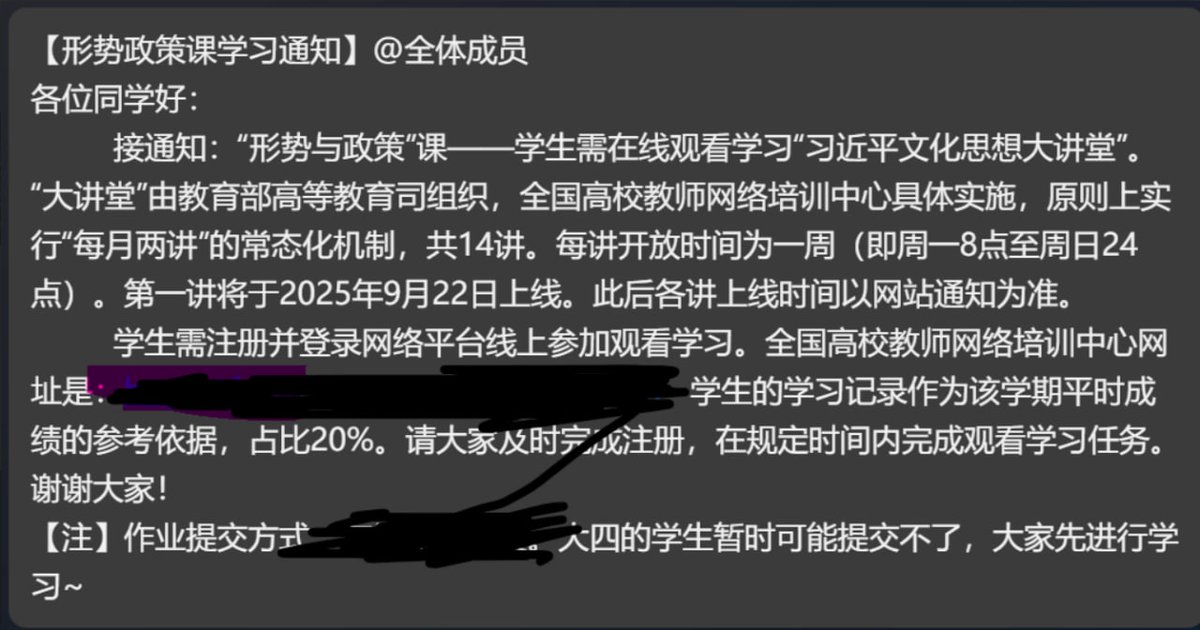 【形势政策课学习通知】@全体成员
各位同学好：
接通知：“形势与政策”课——学生需在线观看学习“习近平文化思想大讲堂”。
“大讲堂”由教育部高等教育司组织，全国高校教师网络培训中心具体实施，原则上实
行“每月两讲”的常态化机制，共14讲。每讲开放时间为一周（即周一8点至周日24
点）。第一讲将于2025年9月22日上线。此后各讲上线时间以网站通知为准。
学生需注册并登录网络平台线上参加观看学习。全国高校教师网络培训中心网
址是：学生的学习记录作为该学期平时成
绩的参考依据，占比20%。请大家及时完成注册，在规定时间内完成观看学习任务。
谢谢大家！
【注】作业提交方式 。大四的学生暂时可能提交不了，大家先进行学
习~